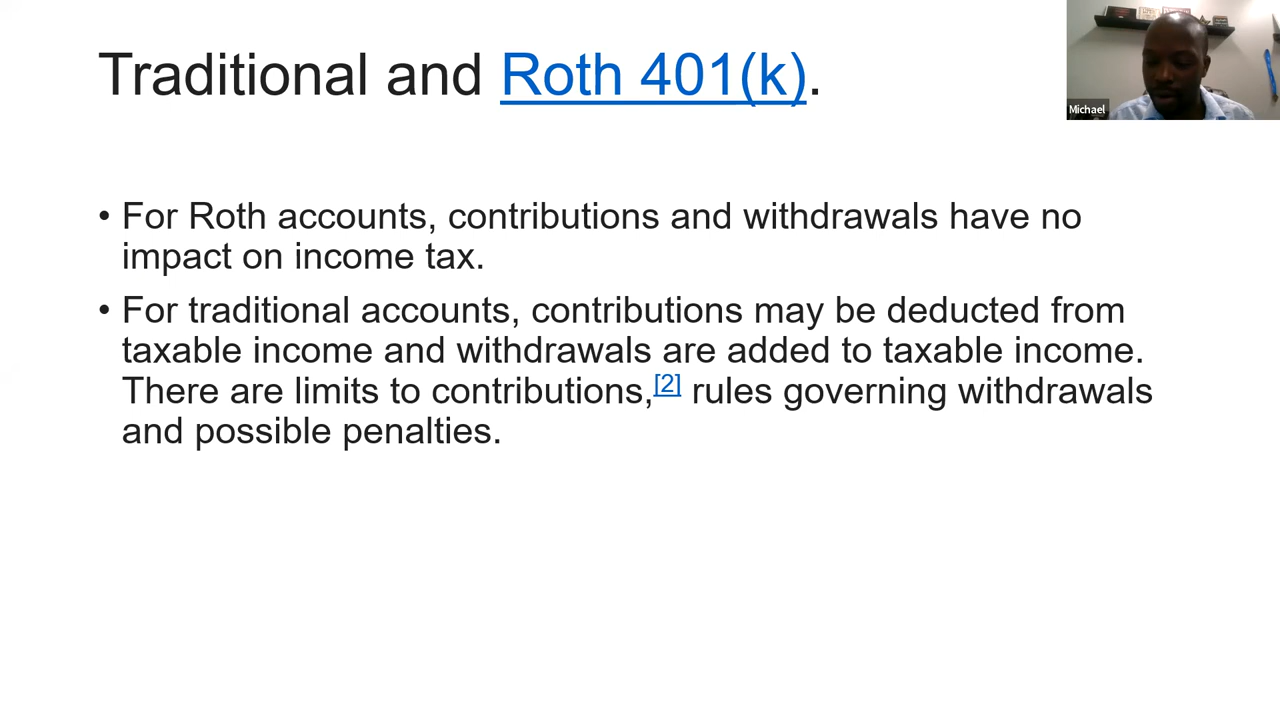 Traditional and Roth 401(k).
Michael
• For Roth accounts, contributions and withdrawals have no
impact on income tax.
• For traditional accounts, contributions may be deducted from
taxable income and withdrawals are added to taxable income.
There are limits to contributions,[2] rules governing withdrawals
and possible penalties.